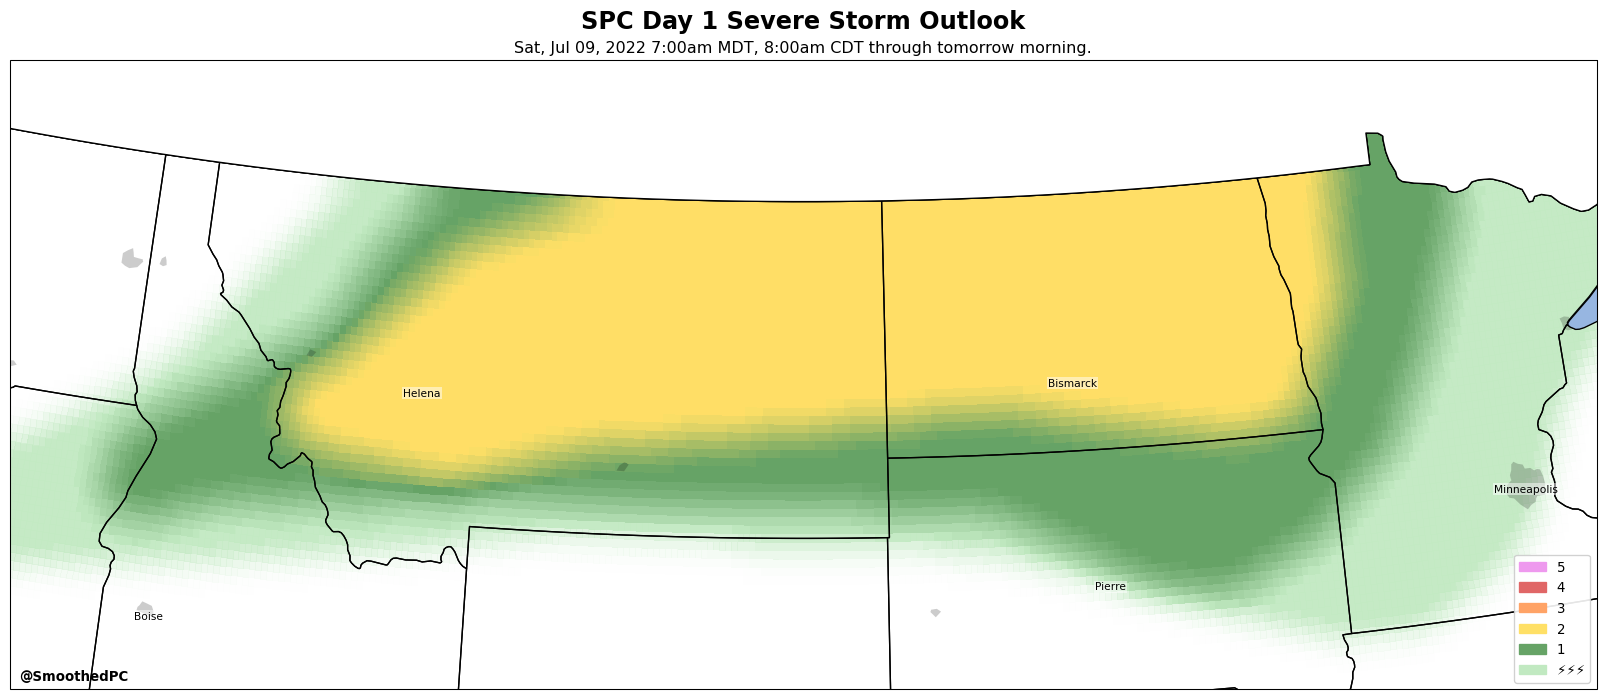 SPC Day 1 Severe Storm Outlook
Sat, Jul 09, 2022 7:00am MDT, 8:00am CDT through tomorrow morning.
Helena
Bismarck
Minneapolis
Pierre
Boise
5
4
3
2
1
⚡⚡⚡
@SmoothedPC